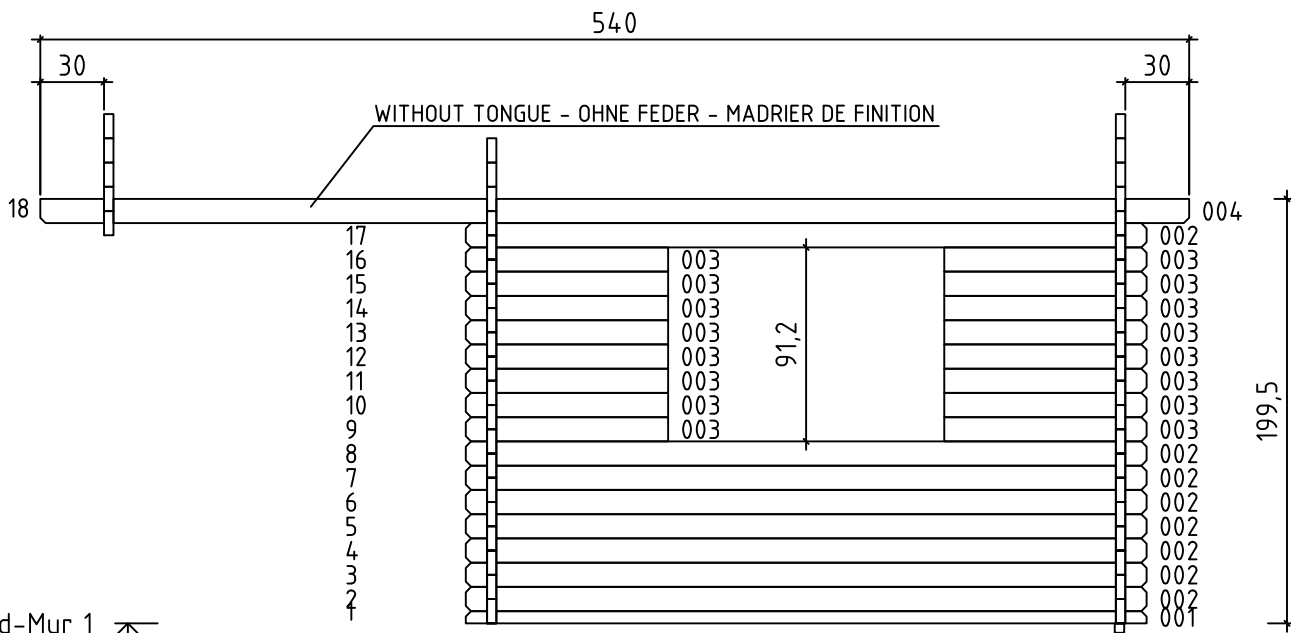 540
30 30
WITHOUT TONGUE - OHNE FEDER - MADRIER DE FINITION
18 004
17 002
16 003 003
15 003 003
14 003 003
13 003 003
12 003 003
91,2
11 003 003
10 003 003
199,5
9 003 003
8 002
7 002
6 002
5 002
4 002
3 002
2 002
1 001
d-Mur 1